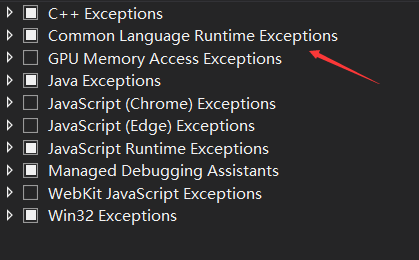 C++ Exceptions
Common Language Runtime Exceptions
GPU Memory Access Exceptions
Java Exceptions
JavaScript (Chrome) Exceptions
JavaScript (Edge) Exceptions
JavaScript Runtime Exceptions
Managed Debugging Assistants
WebKit JavaScript Exceptions
Win32 Exceptions